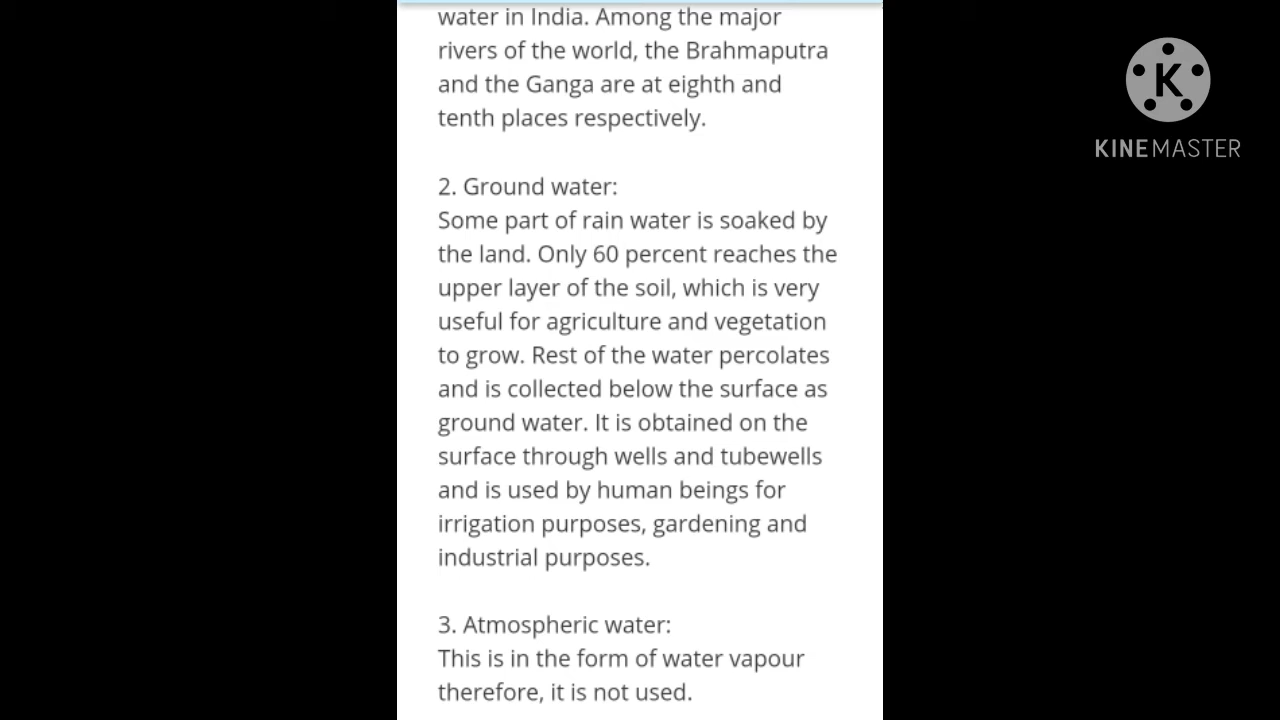 water in India. Among the major
rivers of the world, the Brahmaputra
and the Ganga are at eighth and
tenth places respectively.
2. Ground water:
Some part of rain water is soaked by
the land. Only 60 percent reaches the
upper layer of the soil, which is very
useful for agriculture and vegetation
to grow. Rest of the water percolates
and is collected below the surface as
ground water. It is obtained on the
surface through wells and tubewells
and is used by human beings for
irrigation purposes, gardening and
industrial purposes.
3. Atmospheric water:
This is in the form of water vapour
therefore, it is not used.
K
KINEMASTER